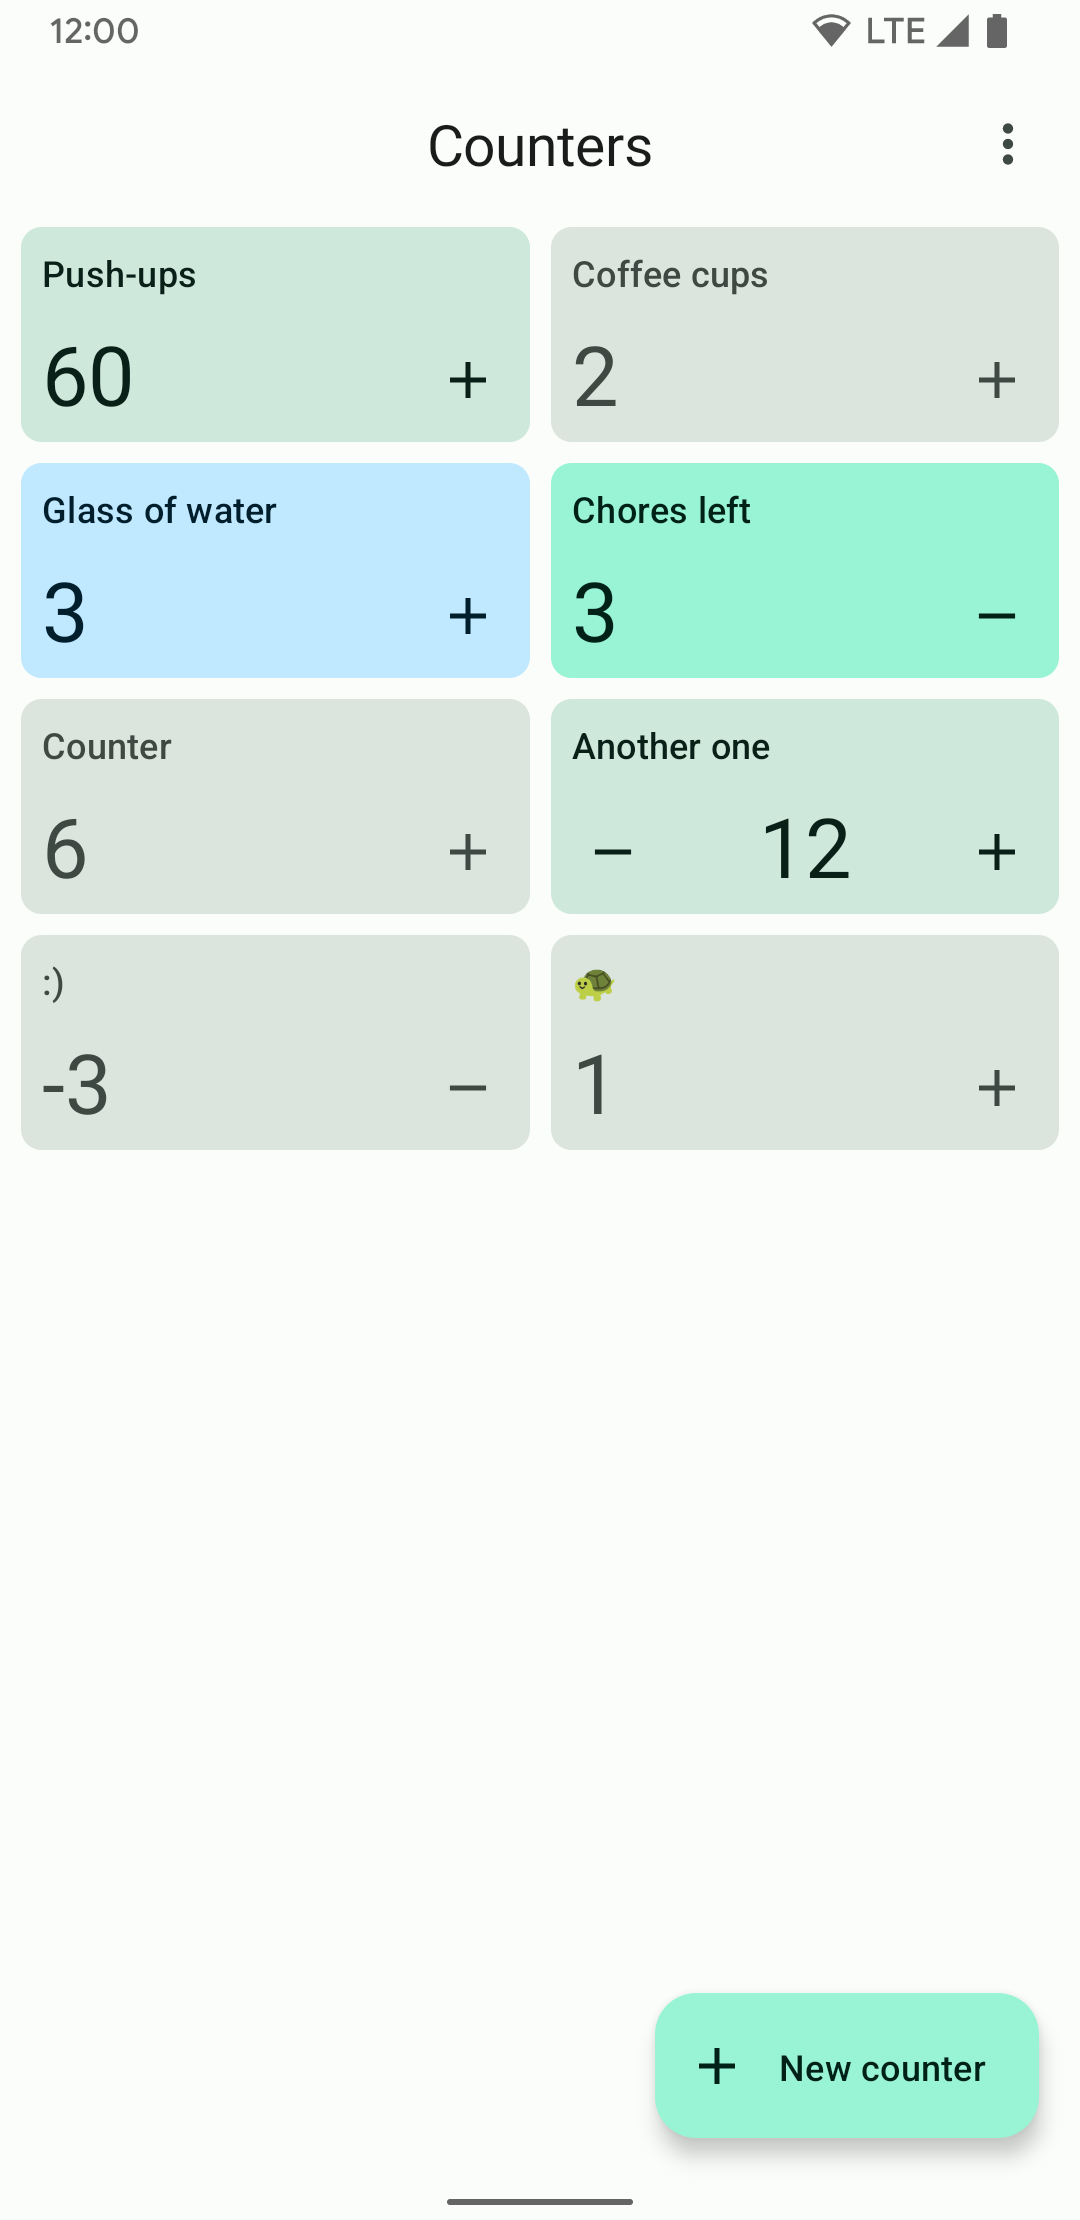 12:00 LTE
Counters
Push-ups
60 +
Coffee cups
2 +
Glass of water
3 +
Chores left
3 −
Counter
6 +
Another one
− 12 +
:)
-3 −
🐢
1 +
+ New counter